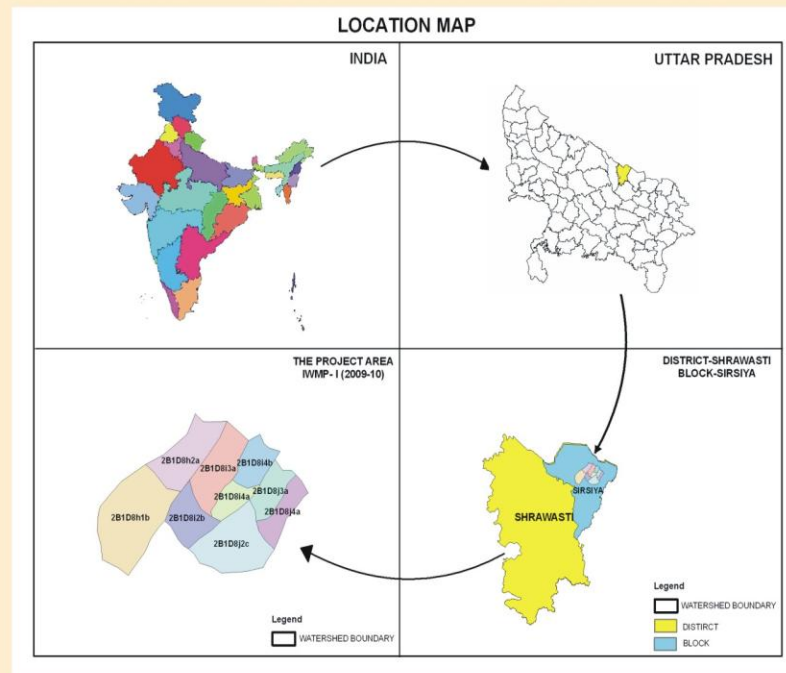 LOCATION MAP
INDIA
UTTAR PRADESH
THE PROJECT AREA
IWMP- I (2009-10)
2B1D8h2a
2B1D8i3a
2B1D8i4b
2B1D8i4a
2B1D8j3a
2B1D8j4a
2B1D8h1b
2B1D8i2b
2B1D8j2c
Legend
WATERSHED BOUNDARY
DISTRICT-SHRAWASTI
BLOCK-SIRSIYA
SIRSIYA
SHRAWASTI
Legend
WATERSHED BOUNDARY
DISTIRCT
BLOCK